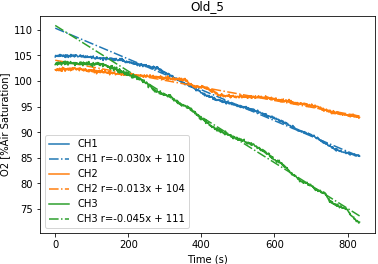 Old_5
O2 [%Air Saturation]
110
105
100
95
90
85
80
75
CH1
CH1 r=-0.030x + 110
CH2
CH2 r=-0.013x + 104
CH3
CH3 r=-0.045x + 111
0
200
400
600
800
Time (s)